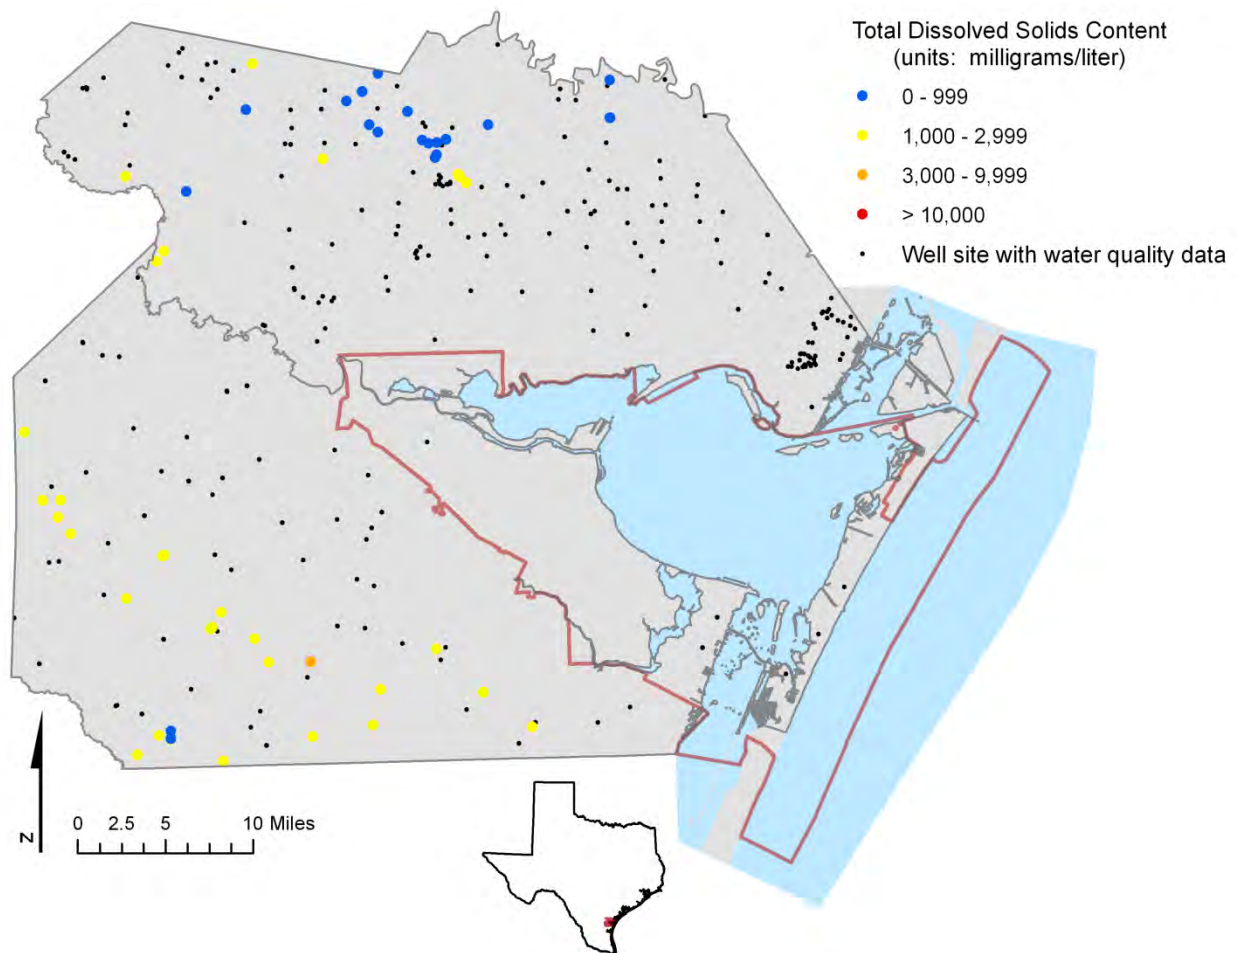 Total Dissolved Solids Content
(units: milligrams/liter)
0 - 999
1,000 - 2,999
3,000 - 9,999
> 10,000
Well site with water quality data
N
0 2.5 5 10 Miles